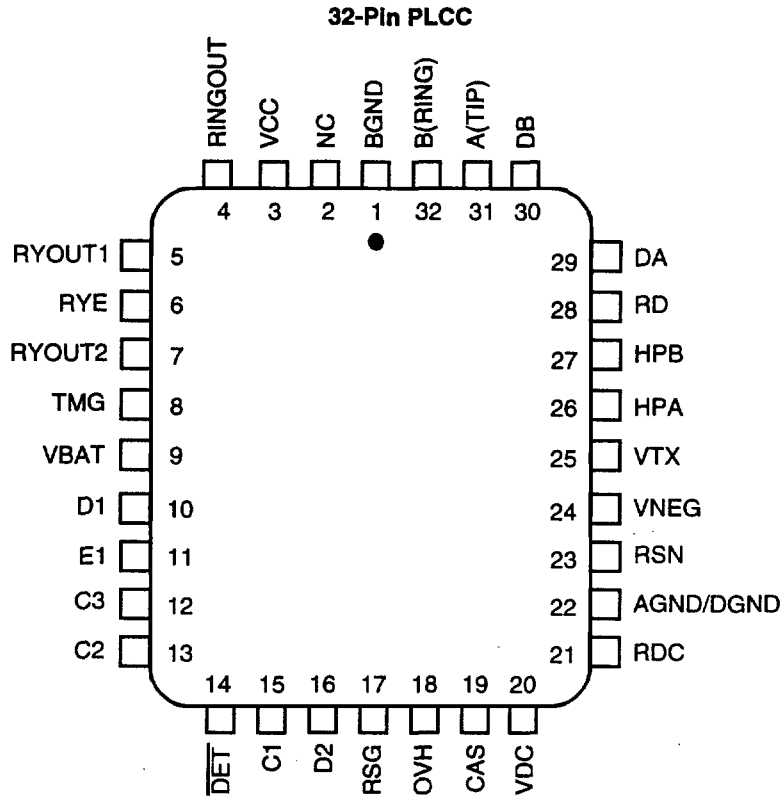 32-Pin PLCC
RINGOUT VCC NC BGND B(RING) A(TIP) DB
4 3 2 1 32 31 30
RYOUT1 5 29 DA
RYE 6 28 RD
RYOUT2 7 27 HPB
TMG 8 26 HPA
VBAT 9 25 VTX
D1 10 24 VNEG
E1 11 23 RSN
C3 12 22 AGND/DGND
C2 13 21 RDC
14 15 16 17 18 19 20
DET C1 D2 RSG OVH CAS VDC